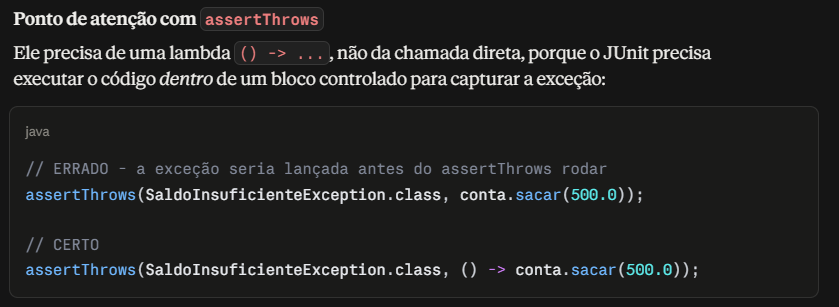 Ponto de atenção com assertThrows
Ele precisa de uma lambda () -> ..., não da chamada direta, porque o JUnit precisa
executar o código dentro de um bloco controlado para capturar a exceção:
java
// ERRADO - a exceção seria lançada antes do assertThrows rodar
assertThrows(SaldoInsuficienteException.class, conta.sacar(500.0));
// CERTO
assertThrows(SaldoInsuficienteException.class, () -> conta.sacar(500.0));